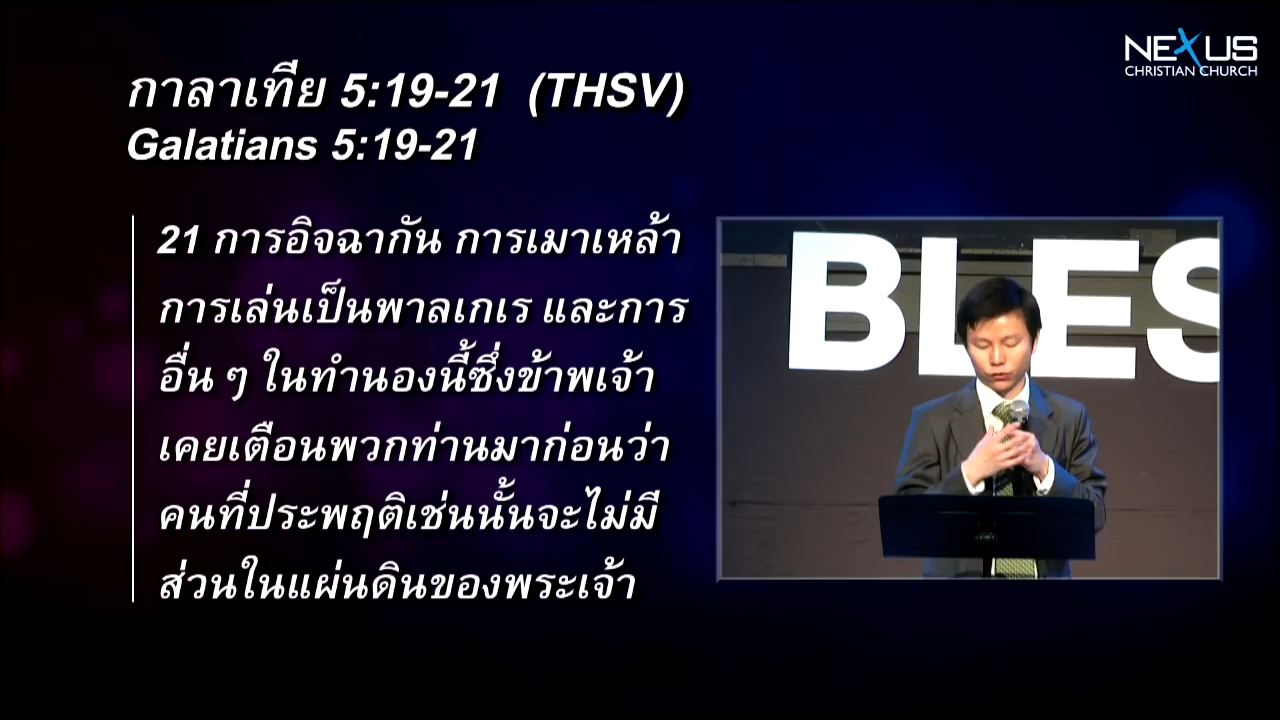 NEXUS
CHRISTIAN CHURCH
กาลาเทีย 5:19-21 (THSV)
Galatians 5:19-21
21 การอิจฉากัน การเมาเหล้า
การเล่นเป็นพาลเกเร และการ
อื่น ๆ ในทำนองนี้ซึ่งข้าพเจ้า
เคยเตือนพวกท่านมาก่อนว่า
คนที่ประพฤติเช่นนั้นจะไม่มี
ส่วนในแผ่นดินของพระเจ้า
BLES